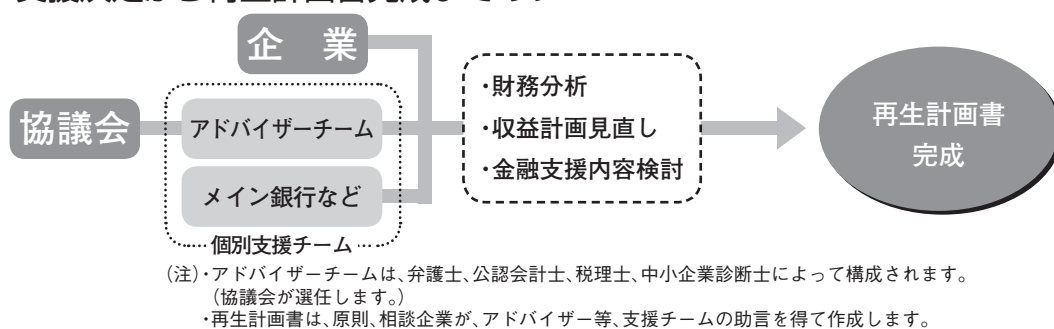 企　業
協議会
アドバイザーチーム
メイン銀行など
個別支援チーム
・財務分析
・収益計画見直し
・金融支援内容検討
再生計画書
完成
（注）・アドバイザーチームは、弁護士、公認会計士、税理士、中小企業診断士によって構成されます。
（協議会が選任します。）
・再生計画書は、原則、相談企業が、アドバイザー等、支援チームの助言を得て作成します。